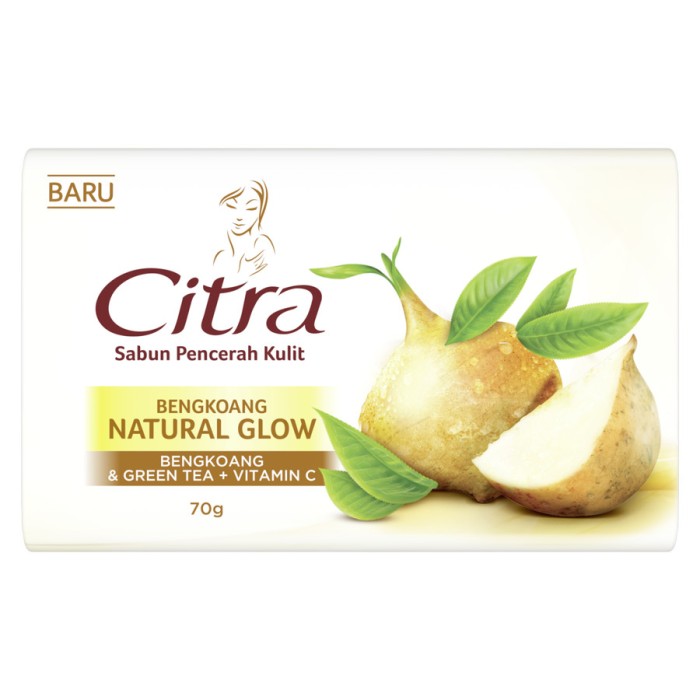 BARU
Citra
Sabun Pencerah Kulit
BENGKOANG
NATURAL GLOW
BENGKOANG
& GREEN TEA + VITAMIN C
70g